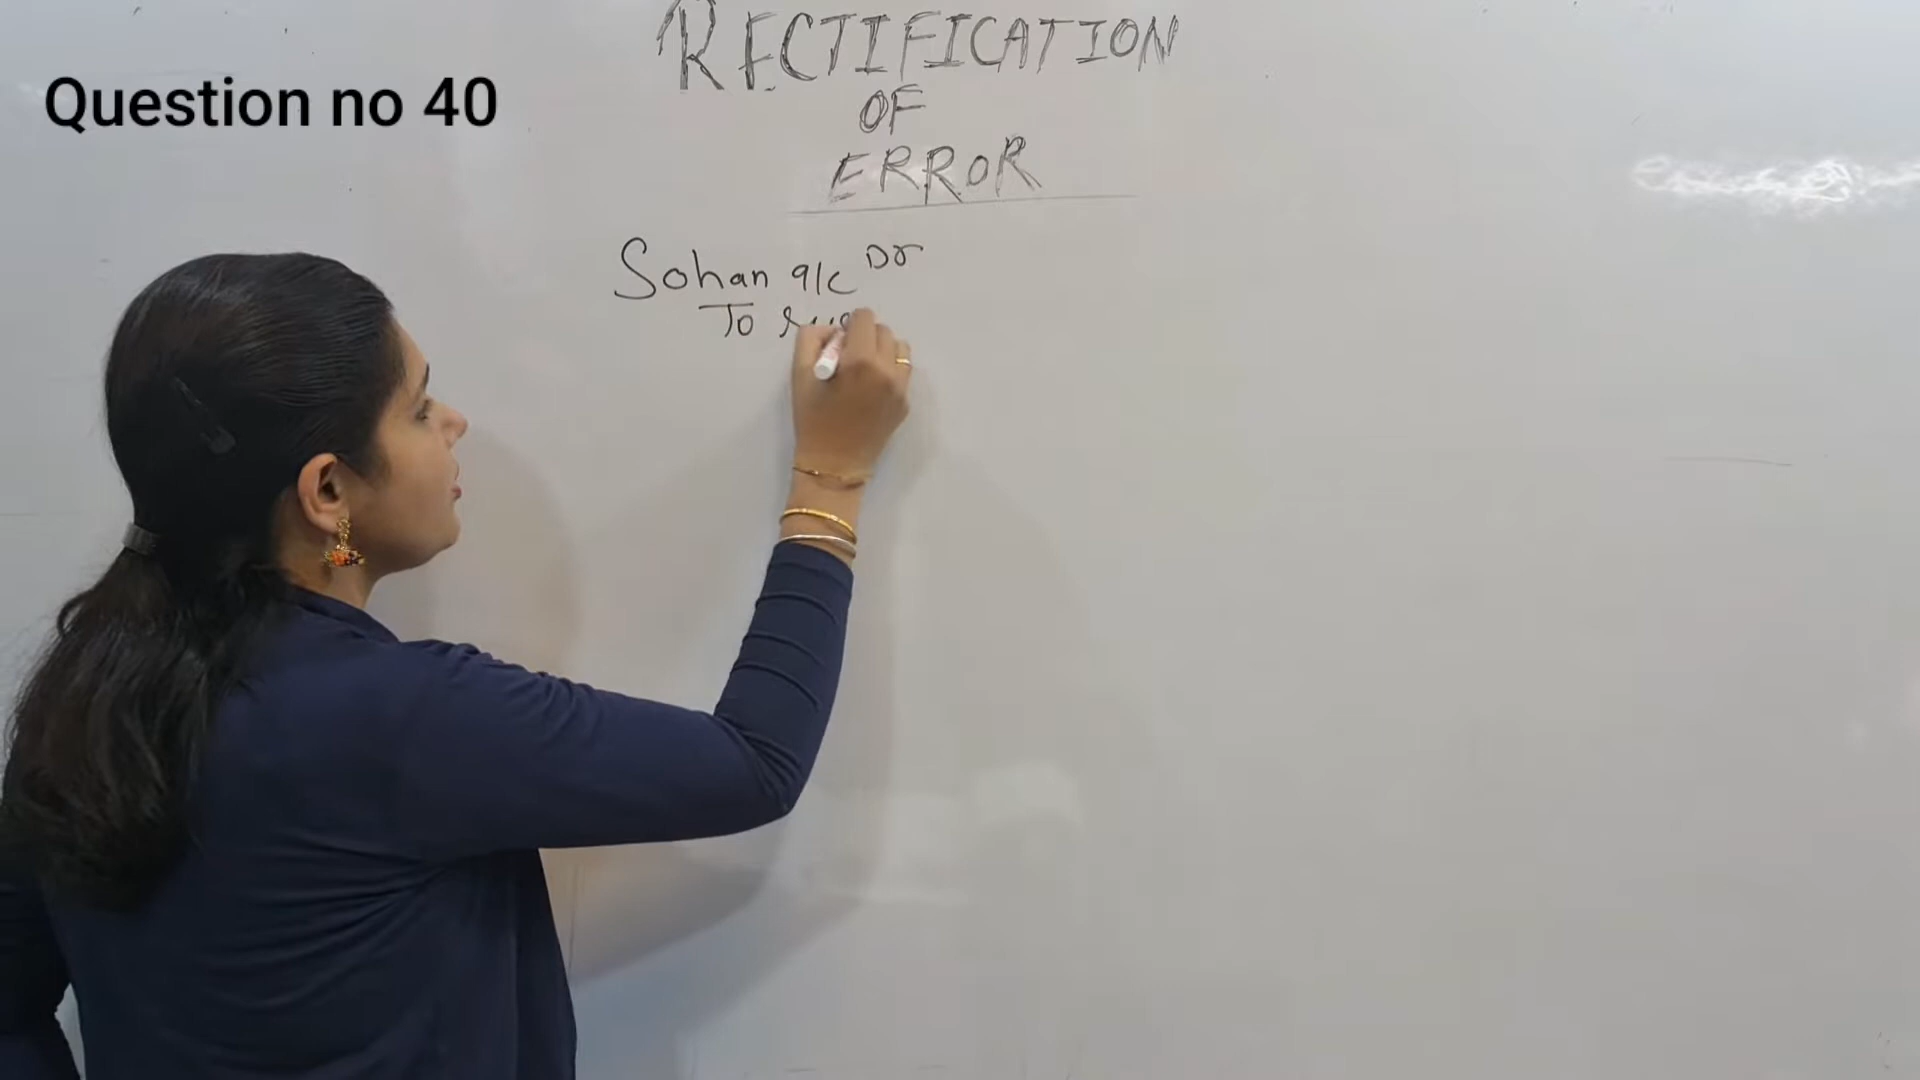 Question no 40
RECTIFICATION
OF
ERROR
Sohan a/c Dr
To